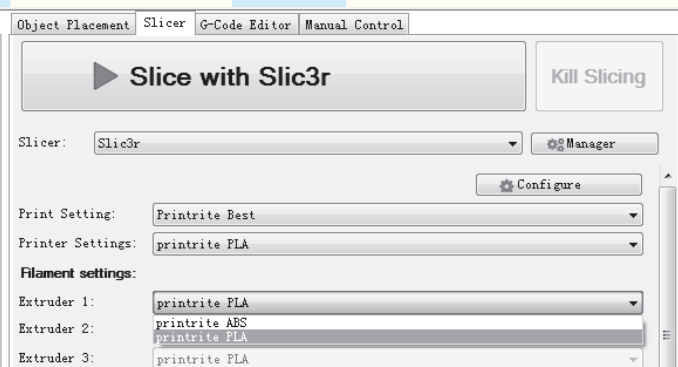 Object Placement Slicer G-Code Editor Manual Control
Slice with Slic3r Kill Slicing
Slicer: Slic3r Manager
Configure
Print Setting: Printrite Best
Printer Settings: printrite PLA
Filament settings:
Extruder 1: printrite PLA
printrite ABS
Extruder 2: printrite PLA
Extruder 3: printrite PLA